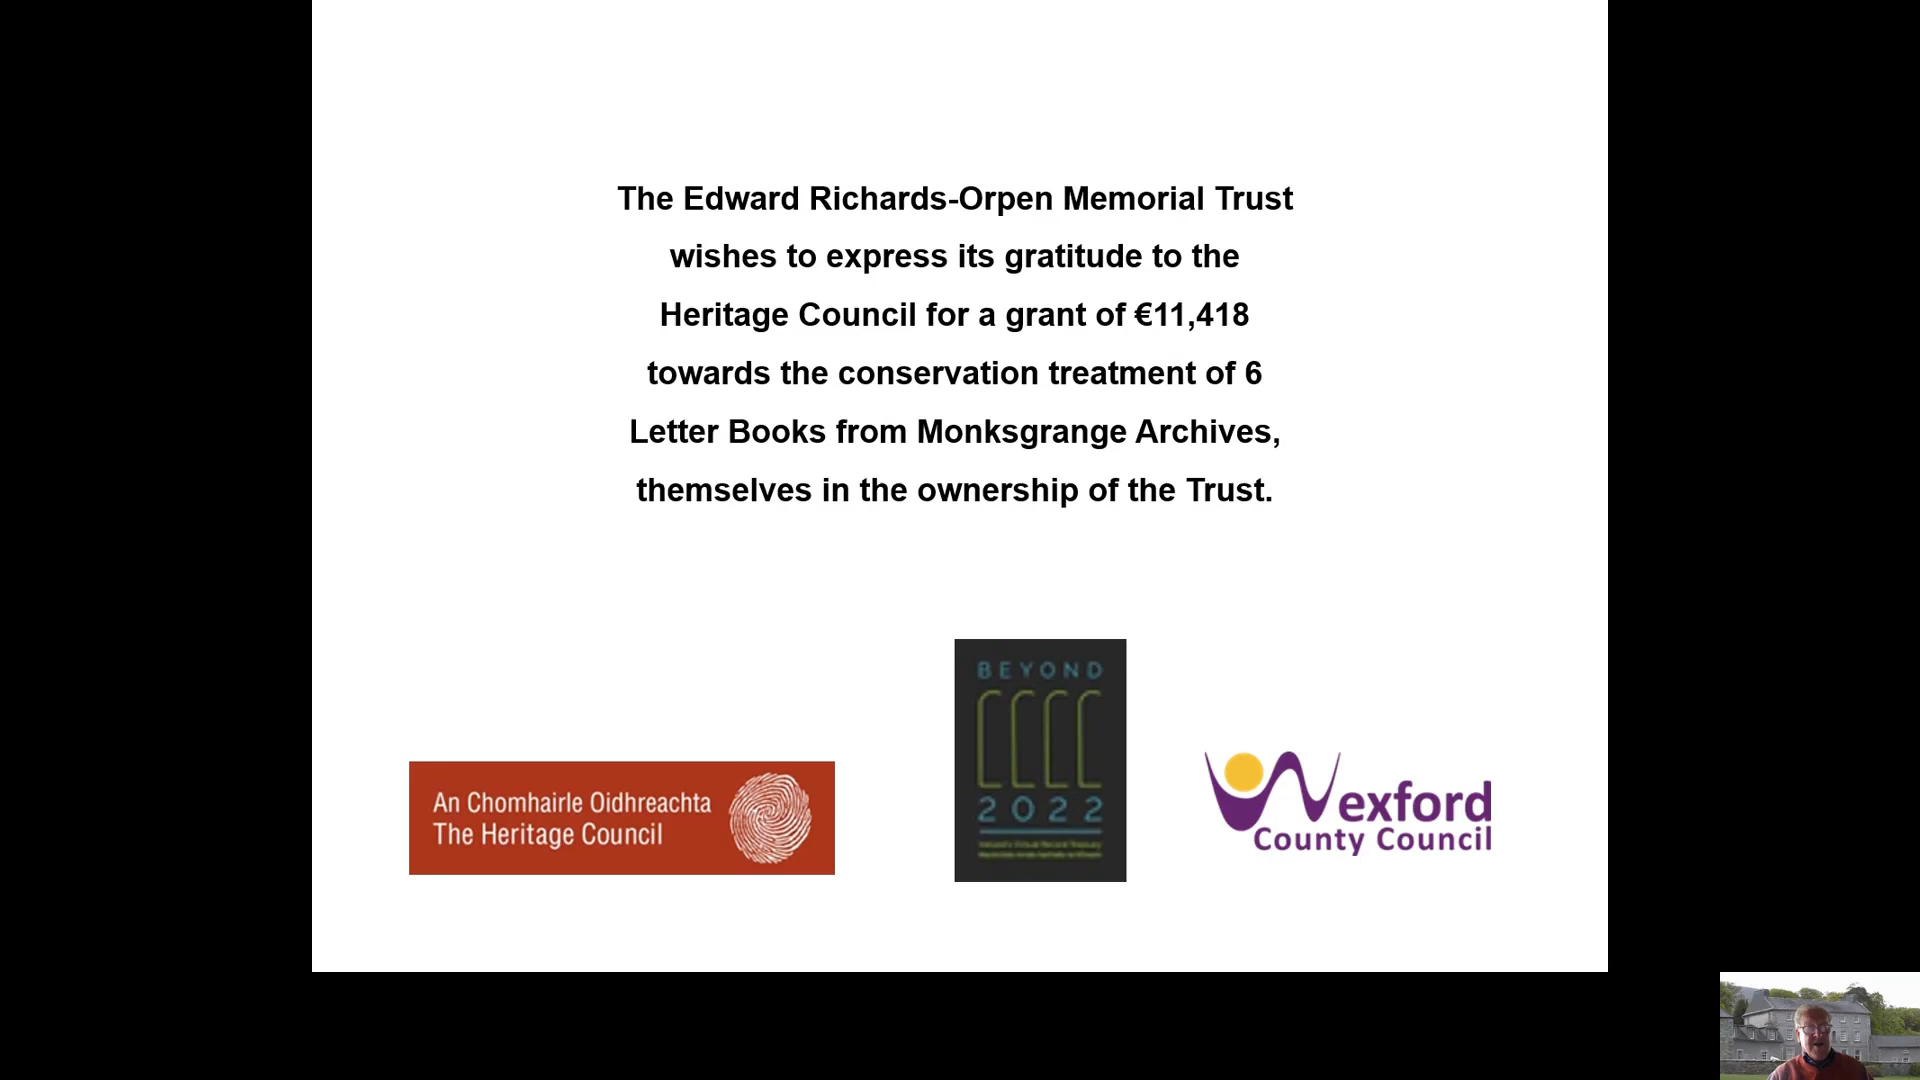 The Edward Richards-Orpen Memorial Trust
wishes to express its gratitude to the
Heritage Council for a grant of €11,418
towards the conservation treatment of 6
Letter Books from Monksgrange Archives,
themselves in the ownership of the Trust.
An Chomhairle Oidhreachta
The Heritage Council
BEYOND
2022
Wexford
County Council